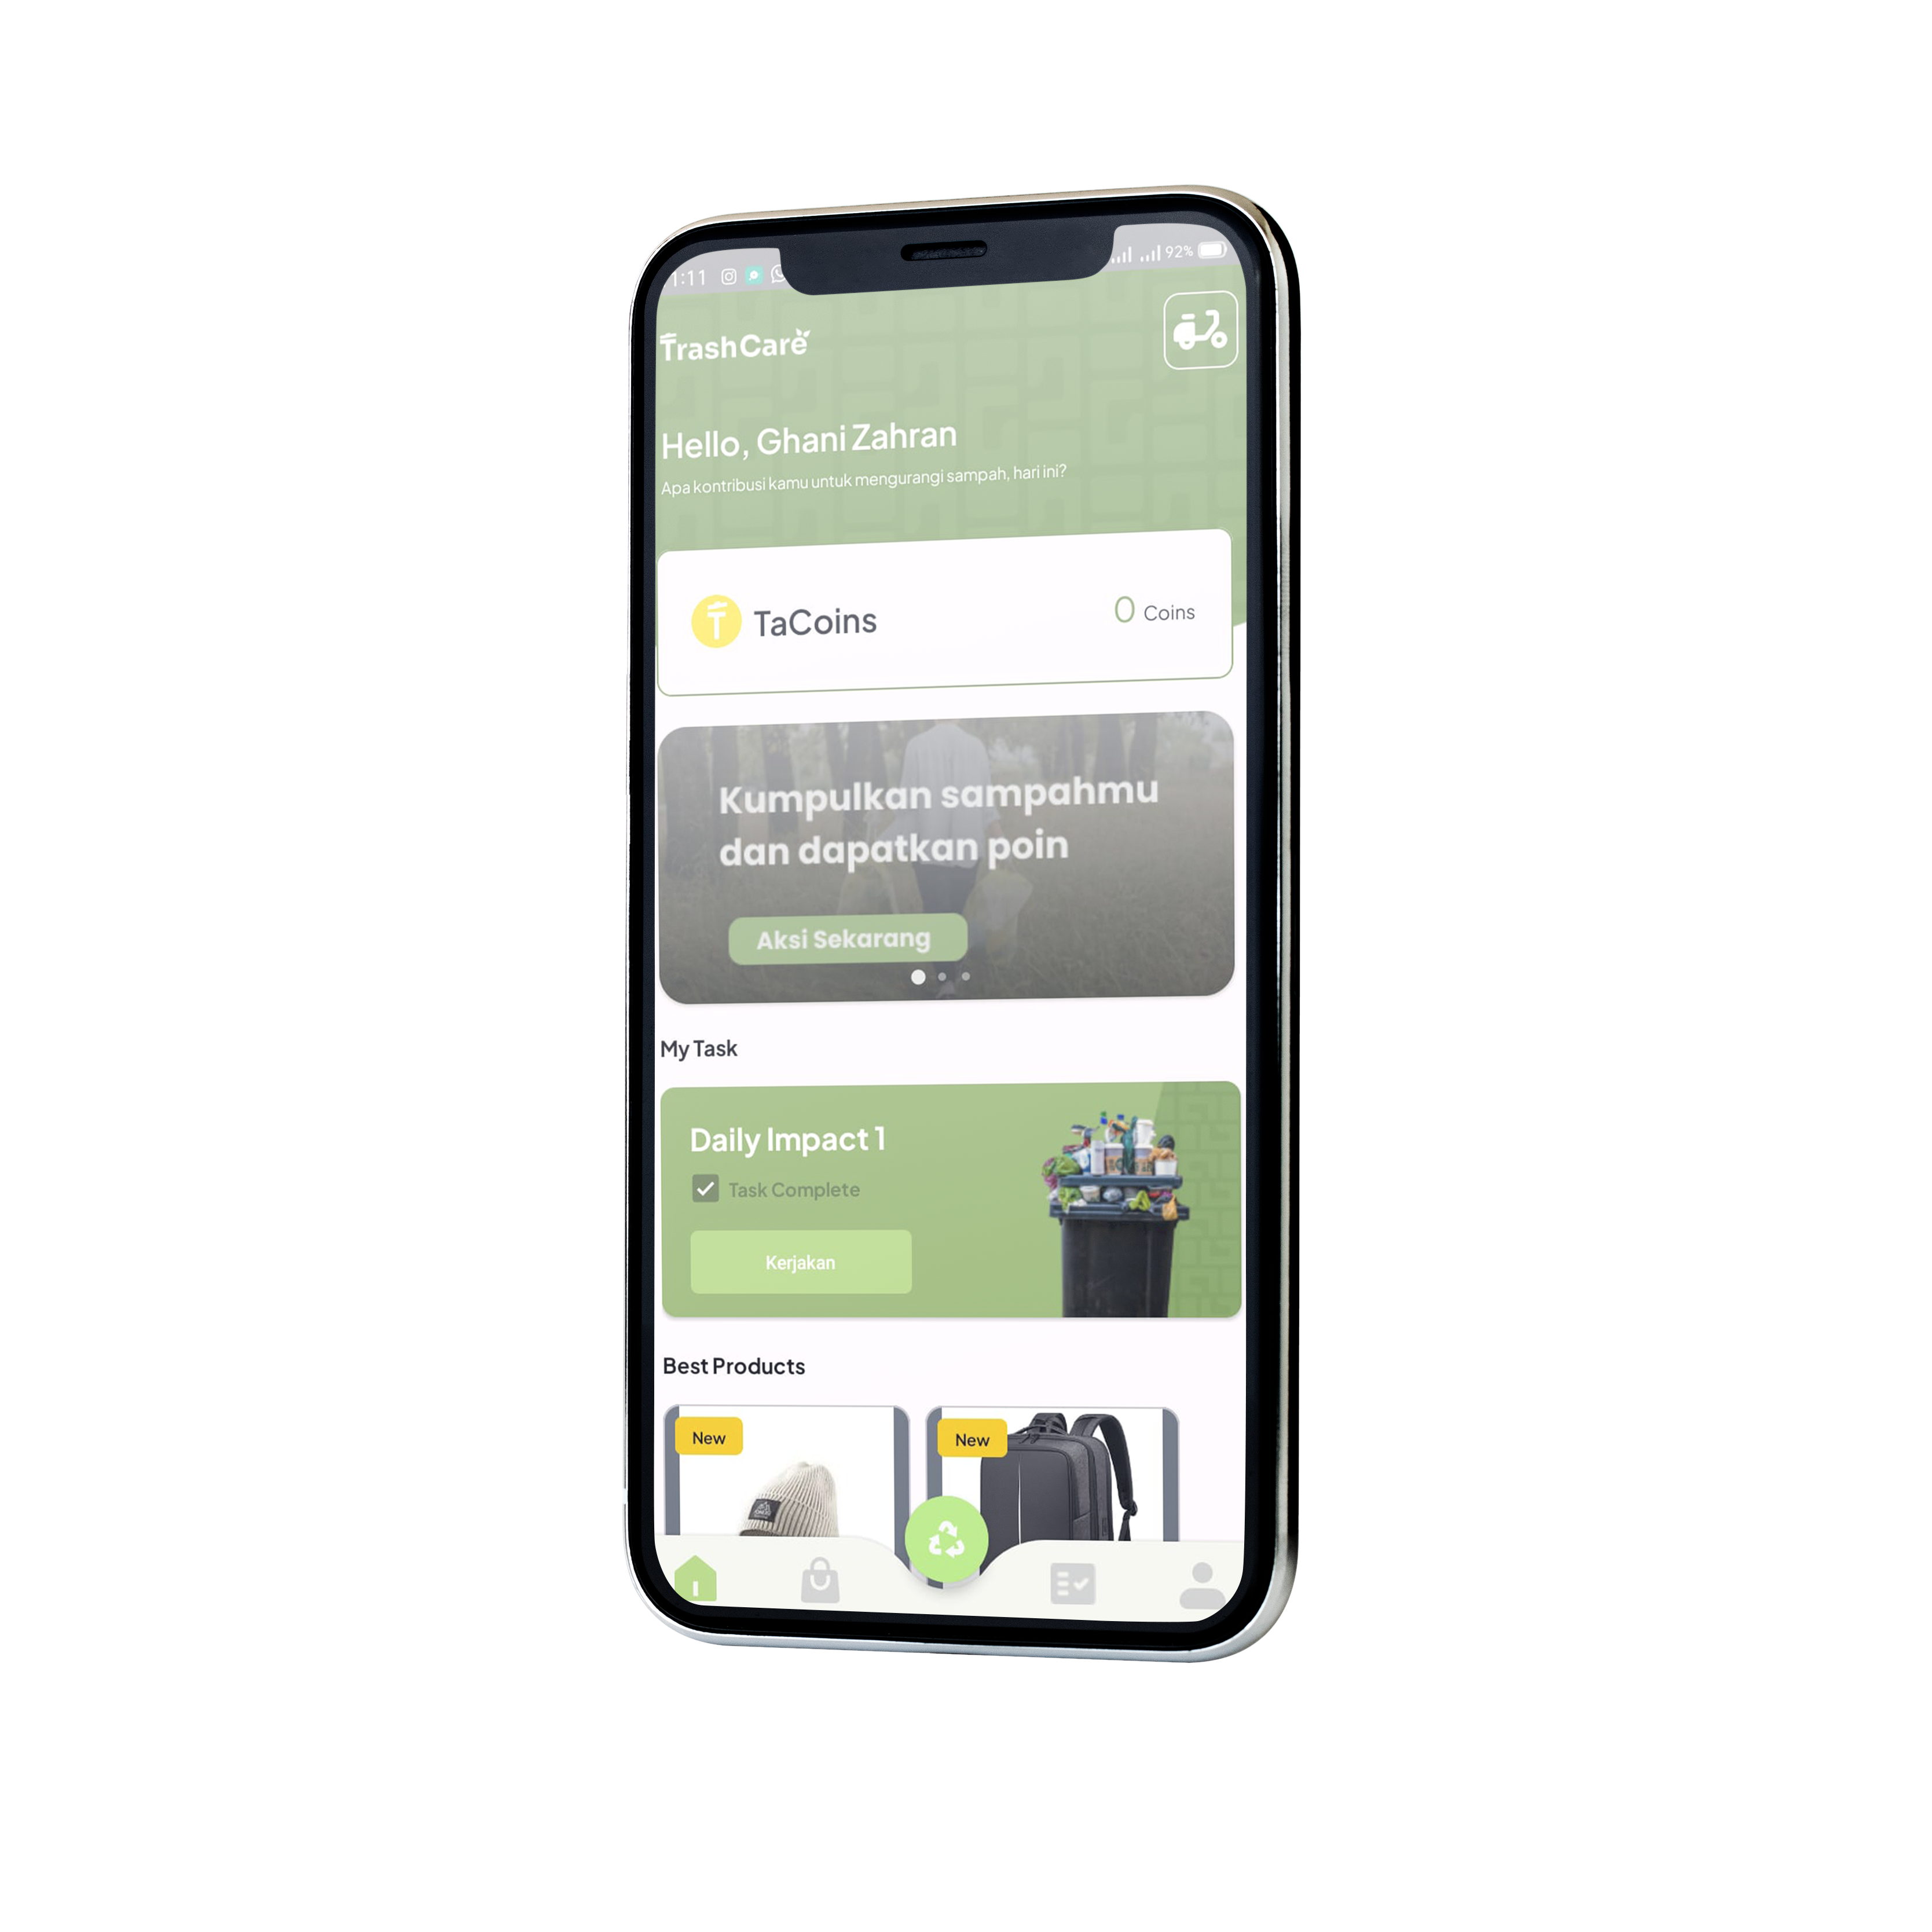 :11
92%
TrashCare
Hello, Ghani Zahran
Apa kontribusi kamu untuk mengurangi sampah, hari ini?
TaCoins
0 Coins
Kumpulkan sampahmu
dan dapatkan poin
Aksi Sekarang
My Task
Daily Impact 1
Task Complete
Kerjakan
Best Products
New
New